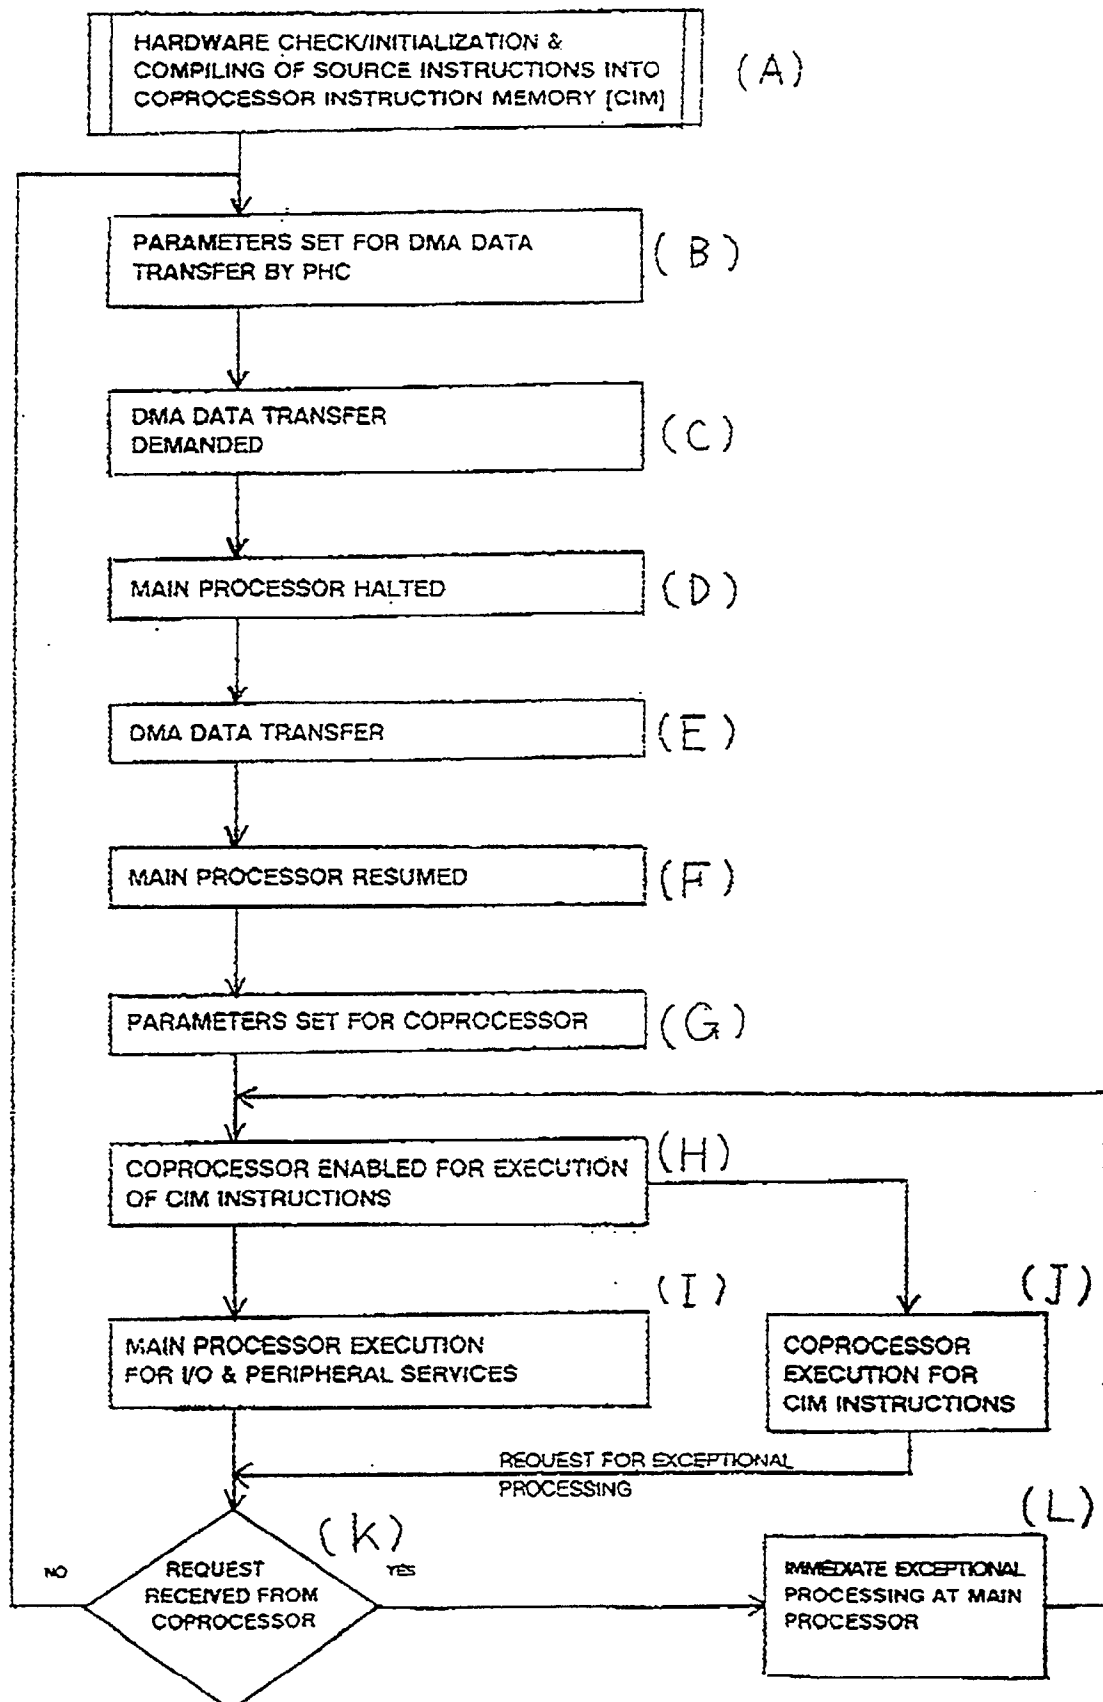 HARDWARE CHECK/INITIALIZATION &
COMPILING OF SOURCE INSTRUCTIONS INTO
COPROCESSOR INSTRUCTION MEMORY [CIM]
(A)
PARAMETERS SET FOR DMA DATA
TRANSFER BY PHC
(B)
DMA DATA TRANSFER
DEMANDED
(C)
MAIN PROCESSOR HALTED
(D)
DMA DATA TRANSFER
(E)
MAIN PROCESSOR RESUMED
(F)
PARAMETERS SET FOR COPROCESSOR
(G)
COPROCESSOR ENABLED FOR EXECUTION
OF CIM INSTRUCTIONS
(H)
MAIN PROCESSOR EXECUTION
FOR I/O & PERIPHERAL SERVICES
(I)
COPROCESSOR
EXECUTION FOR
CIM INSTRUCTIONS
(J)
REQUEST FOR EXCEPTIONAL
PROCESSING
NO
REQUEST
RECEIVED FROM
COPROCESSOR
(K)
YES
IMMEDIATE EXCEPTIONAL
PROCESSING AT MAIN
PROCESSOR
(L)